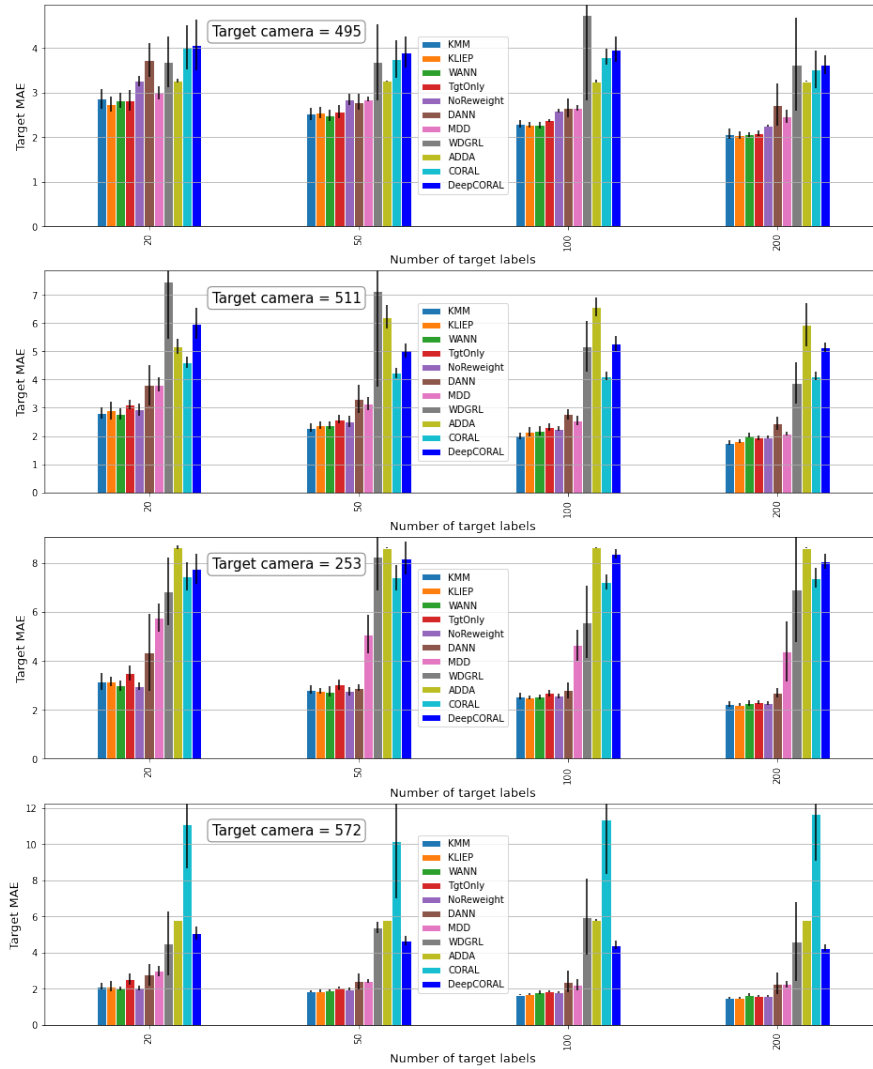 Target camera = 495
Target MAE
4
3
2
1
0
KMM
KLIEP
WANN
TgtOnly
NoReweight
DANN
MDD
WDGRL
ADDA
CORAL
DeepCORAL
20
50
100
200
Number of target labels
Target camera = 511
Target MAE
7
6
5
4
3
2
1
0
KMM
KLIEP
WANN
TgtOnly
NoReweight
DANN
MDD
WDGRL
ADDA
CORAL
DeepCORAL
20
50
100
200
Number of target labels
Target camera = 253
Target MAE
8
6
4
2
0
KMM
KLIEP
WANN
TgtOnly
NoReweight
DANN
MDD
WDGRL
ADDA
CORAL
DeepCORAL
20
50
100
200
Number of target labels
Target camera = 572
Target MAE
12
10
8
6
4
2
0
KMM
KLIEP
WANN
TgtOnly
NoReweight
DANN
MDD
WDGRL
ADDA
CORAL
DeepCORAL
20
50
100
200
Number of target labels